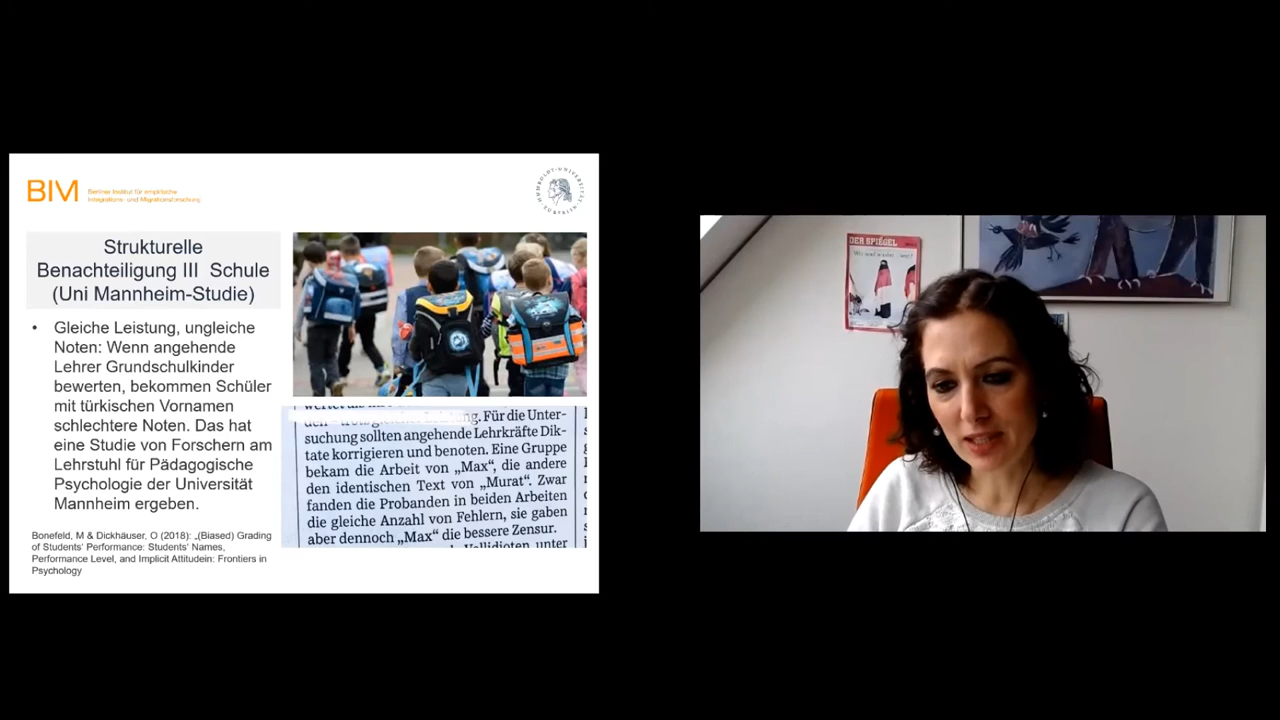 BIM
Berliner Institut für empirische
Integrations- und Migrationsforschung
HUMBOLDT-UNIVERSITÄT
ZU BERLIN
Strukturelle
Benachteiligung III Schule
(Uni Mannheim-Studie)
• Gleiche Leistung, ungleiche
Noten: Wenn angehende
Lehrer Grundschulkinder
bewerten, bekommen Schüler
mit türkischen Vornamen
schlechtere Noten. Das hat
eine Studie von Forschern am
Lehrstuhl für Pädagogische
Psychologie der Universität
Mannheim ergeben.
Bonefeld, M & Dickhäuser, O (2018): „(Biased) Grading
of Students' Performance: Students' Names,
Performance Level, and Implicit Attitudein: Frontiers in
Psychology
Für die Unter-
suchung sollten angehende Lehrkräfte Dik-
tate korrigieren und benoten. Eine Gruppe
bekam die Arbeit von „Max“, die andere
den identischen Text von „Murat“. Zwar
fanden die Probanden in beiden Arbeiten
die gleiche Anzahl von Fehlern, sie gaben
aber dennoch „Max“ die bessere Zensur.
unter
DER SPIEGEL